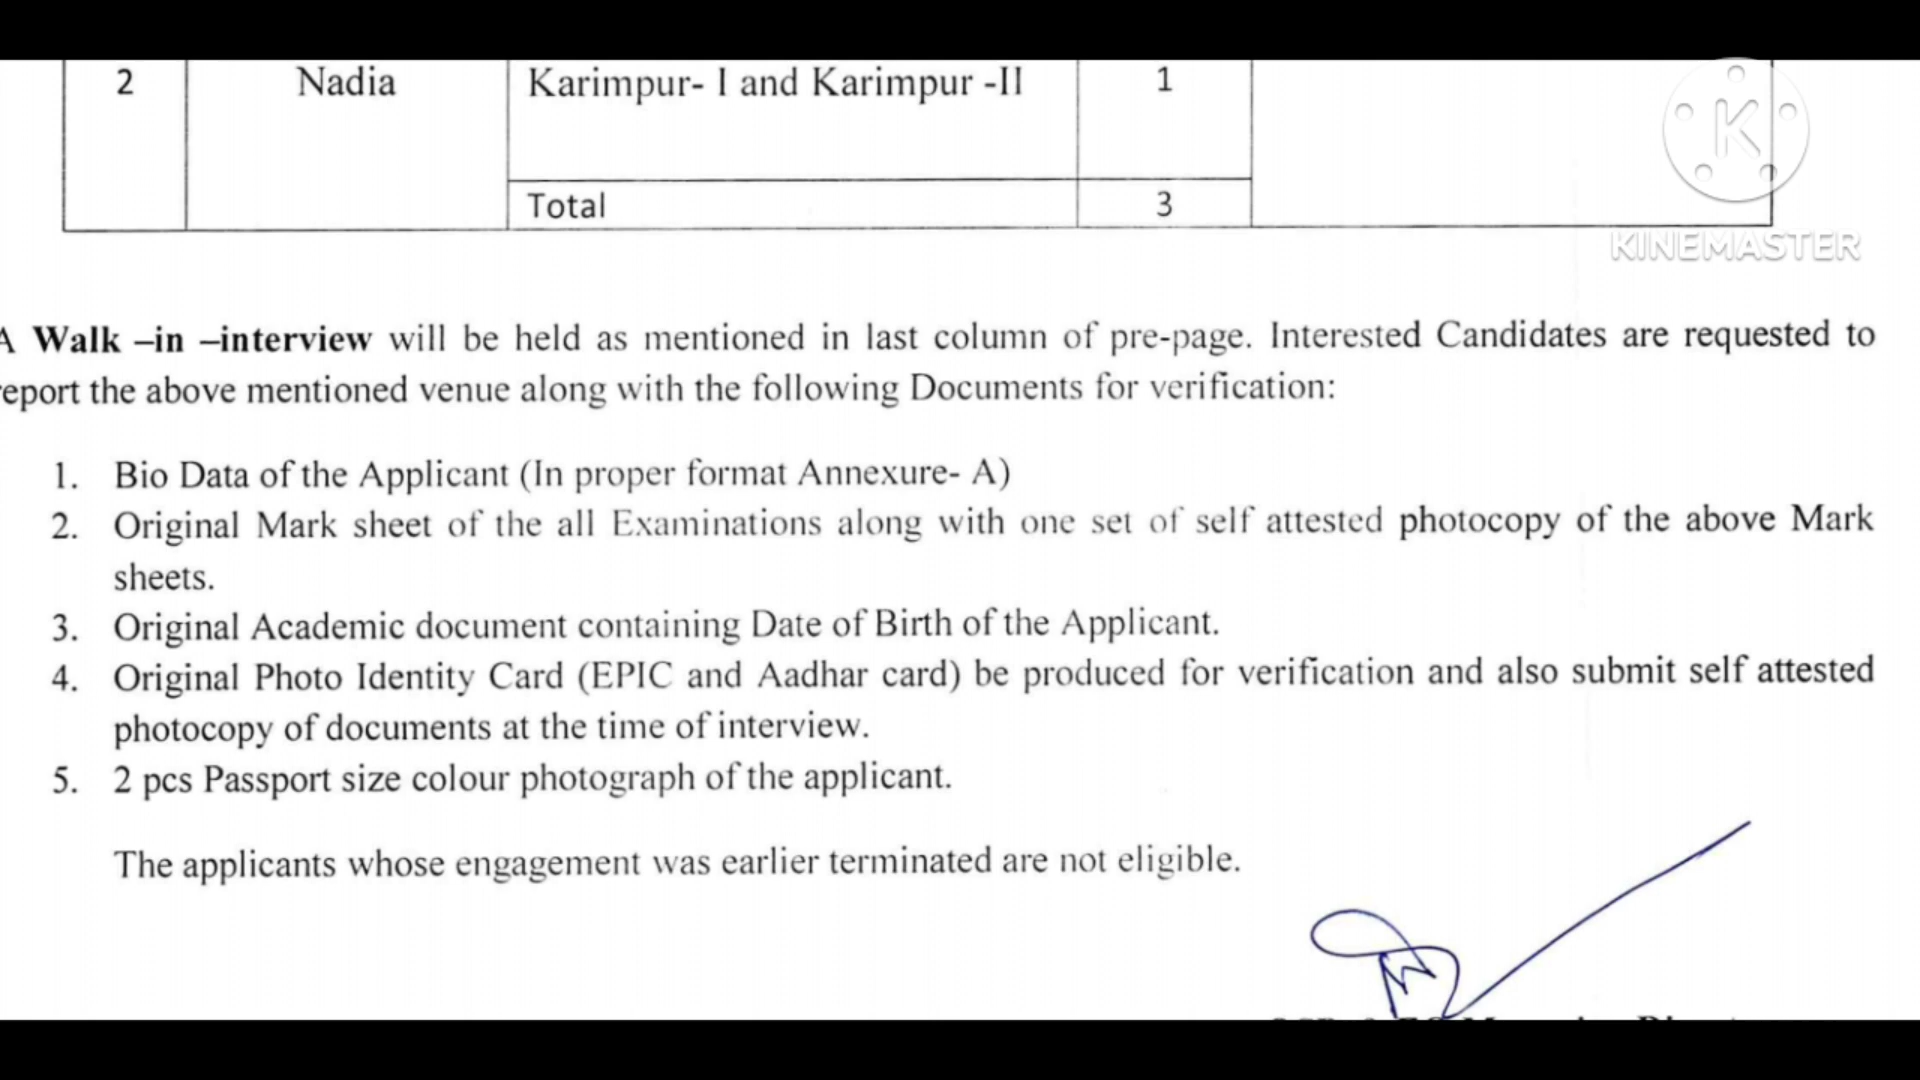 2 Nadia Karimpur- I and Karimpur -II 1
Total 3
K
KINEMASTER
A Walk –in –interview will be held as mentioned in last column of pre-page. Interested Candidates are requested to
report the above mentioned venue along with the following Documents for verification:
1. Bio Data of the Applicant (In proper format Annexure- A)
2. Original Mark sheet of the all Examinations along with one set of self attested photocopy of the above Mark
sheets.
3. Original Academic document containing Date of Birth of the Applicant.
4. Original Photo Identity Card (EPIC and Aadhar card) be produced for verification and also submit self attested
photocopy of documents at the time of interview.
5. 2 pcs Passport size colour photograph of the applicant.
The applicants whose engagement was earlier terminated are not eligible.